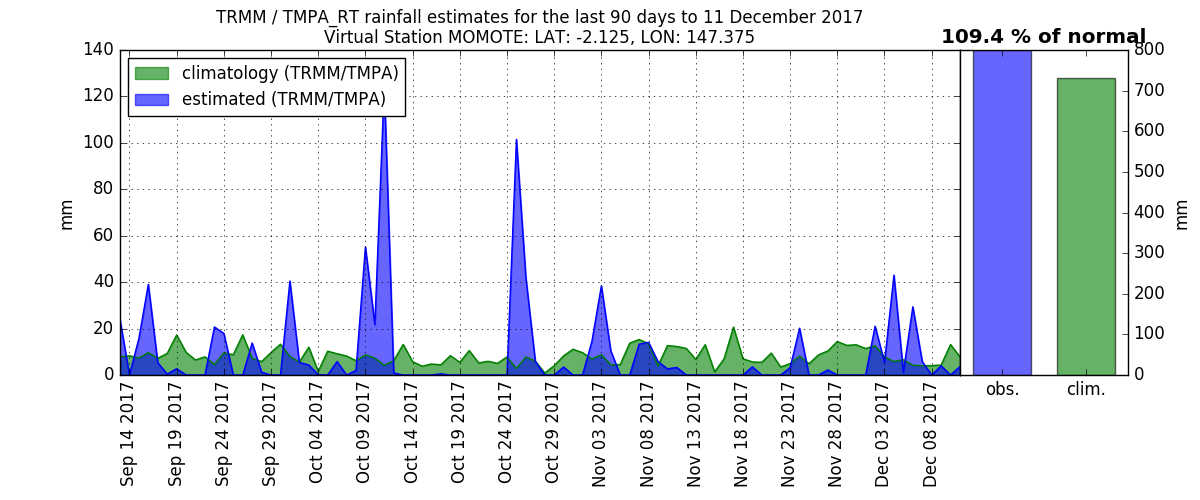 TRMM / TMPA_RT rainfall estimates for the last 90 days to 11 December 2017
Virtual Station MOMOTE: LAT: -2.125, LON: 147.375
109.4 % of normal
climatology (TRMM/TMPA)
estimated (TRMM/TMPA)
140
120
100
80
60
40
20
0
mm
Sep 14 2017
Sep 19 2017
Sep 24 2017
Sep 29 2017
Oct 04 2017
Oct 09 2017
Oct 14 2017
Oct 19 2017
Oct 24 2017
Oct 29 2017
Nov 03 2017
Nov 08 2017
Nov 13 2017
Nov 18 2017
Nov 23 2017
Nov 28 2017
Dec 03 2017
Dec 08 2017
800
700
600
500
400
300
200
100
0
mm
obs.
clim.